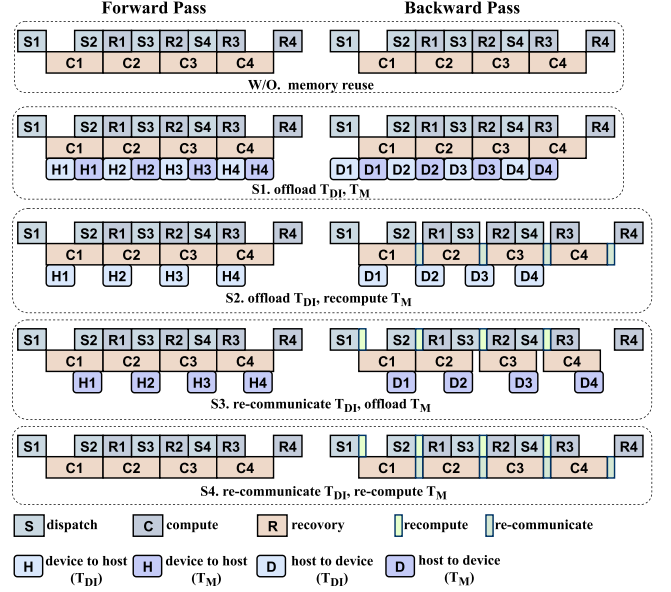 Forward Pass Backward Pass
S1 S2 R1 S3 R2 S4 R3 R4 S1 S2 R1 S3 R2 S4 R3 R4
C1 C2 C3 C4 C1 C2 C3 C4
W/O. memory reuse
S1 S2 R1 S3 R2 S4 R3 R4 S1 S2 R1 S3 R2 S4 R3 R4
C1 C2 C3 C4 C1 C2 C3 C4
H1 H1 H2 H2 H3 H3 H4 H4 D1 D1 D2 D2 D3 D3 D4 D4
S1. offload TDI, TM
S1 S2 R1 S3 R2 S4 R3 R4 S1 S2 R1 S3 R2 S4 R3 R4
C1 C2 C3 C4 C1 C2 C3 C4
H1 H2 H3 H4 D1 D2 D3 D4
S2. offload TDI, recompute TM
S1 S2 R1 S3 R2 S4 R3 R4 S1 S2 R1 S3 R2 S4 R3 R4
C1 C2 C3 C4 C1 C2 C3 C4
H1 H2 H3 H4 D1 D2 D3 D4
S3. re-communicate TDI, offload TM
S1 S2 R1 S3 R2 S4 R3 R4 S1 S2 R1 S3 R2 S4 R3 R4
C1 C2 C3 C4 C1 C2 C3 C4
S4. re-communicate TDI, re-compute TM
S dispatch C compute R recovery recompute re-communicate
H device to host H device to host D host to device D host to device
(TDI) (TM) (TDI) (TM)